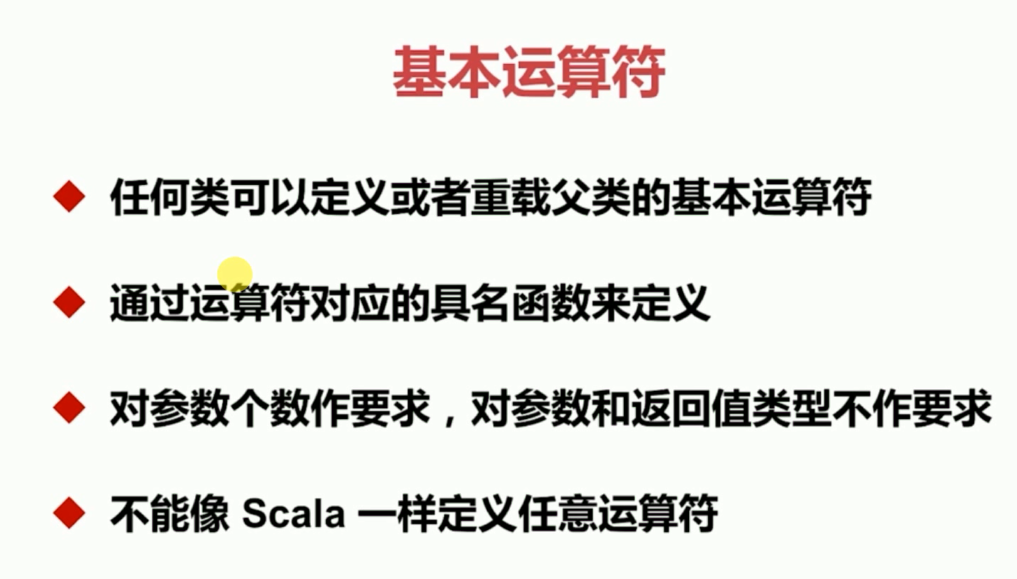 基本运算符
任何类可以定义或者重载父类的基本运算符
通过运算符对应的具名函数来定义
对参数个数作要求，对参数和返回值类型不作要求
不能像 Scala 一样定义任意运算符